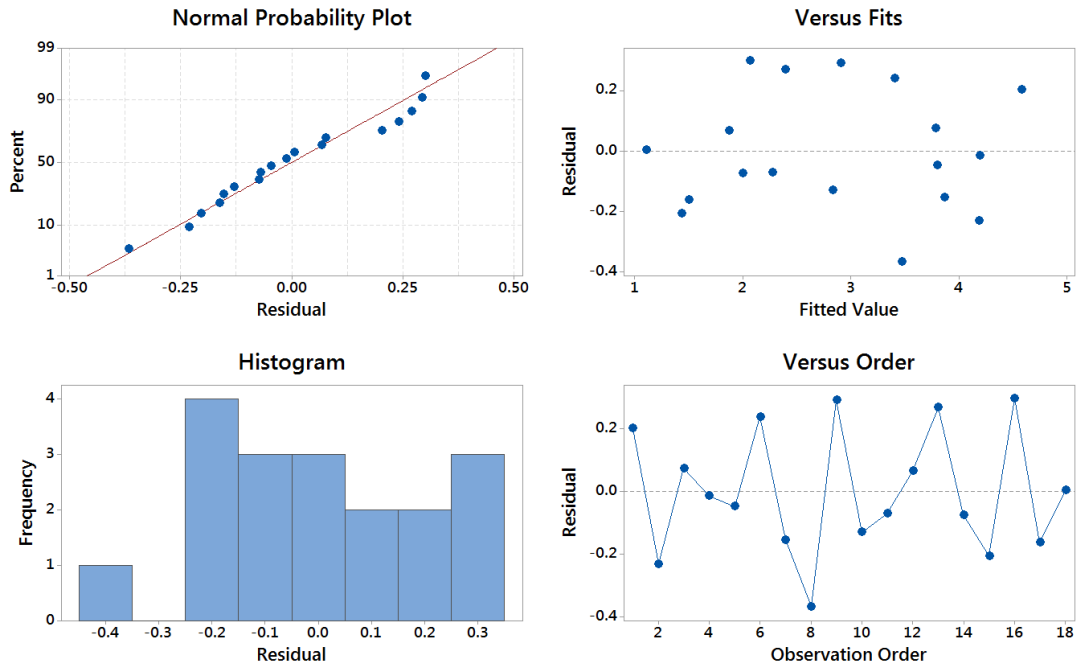 Normal Probability Plot
99
90
50
10
1
Percent
-0.50 -0.25 0.00 0.25 0.50
Residual
Versus Fits
0.2
0.0
-0.2
-0.4
Residual
1 2 3 4 5
Fitted Value
Histogram
4
3
2
1
0
Frequency
-0.4 -0.3 -0.2 -0.1 0.0 0.1 0.2 0.3
Residual
Versus Order
0.2
0.0
-0.2
-0.4
Residual
2 4 6 8 10 12 14 16 18
Observation Order